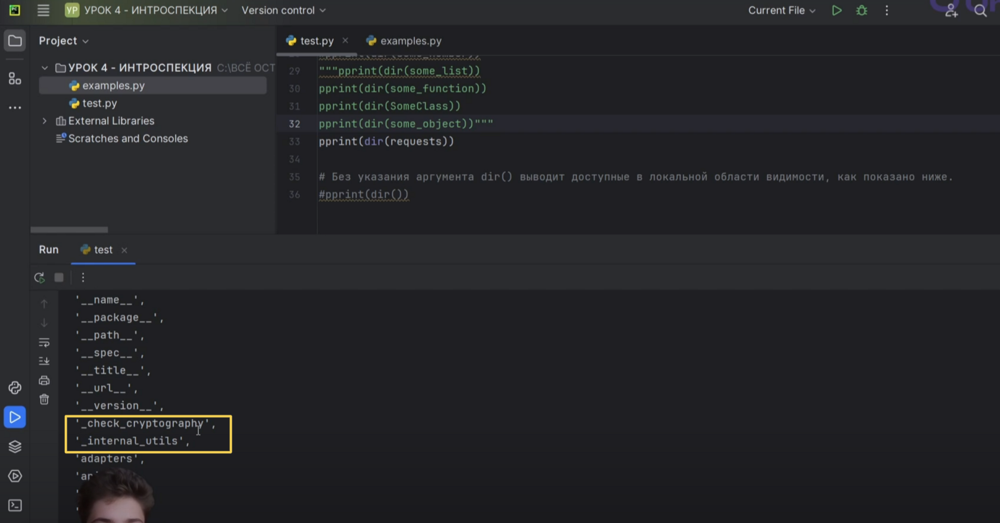 УР УРОК 4 - ИНТРОСПЕКЦИЯ Version control Current File
Project
УРОК 4 - ИНТРОСПЕКЦИЯ C:\ВСЁ ОСТ
examples.py
test.py
External Libraries
Scratches and Consoles
test.py examples.py
29 """pprint(dir(some_list))
30 pprint(dir(some_function))
31 pprint(dir(SomeClass))
32 pprint(dir(some_object))"""
33 pprint(dir(requests))
34
35 # Без указания аргумента dir() выводит доступные в локальной области видимости, как показано ниже.
36 #pprint(dir())
Run test
'__name__',
'__package__',
'__path__',
'__spec__',
'__title__',
'__url__',
'__version__',
'_check_cryptography',
'_internal_utils',
'adapters',